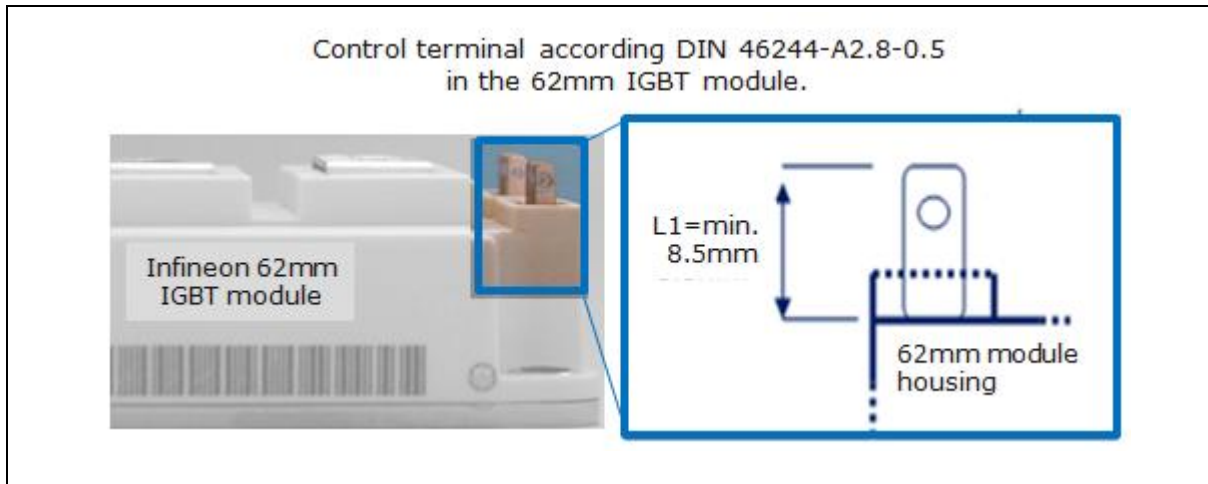 Control terminal according DIN 46244-A2.8-0.5
in the 62mm IGBT module.
Infineon 62mm
IGBT module
L1=min.
8.5mm
62mm module
housing